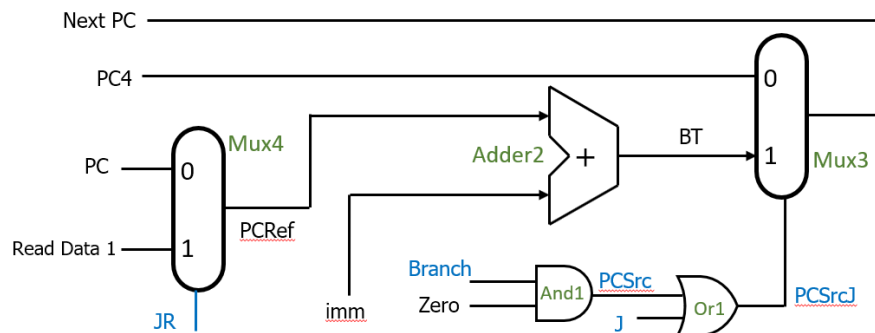 Next PC
PC4
0
Mux4
Adder2
+
BT
1
Mux3
PC
0
Read Data 1
1
PCRef
Branch
PCSrc
And1
Zero
imm
JR
J
Or1
PCSrcJ